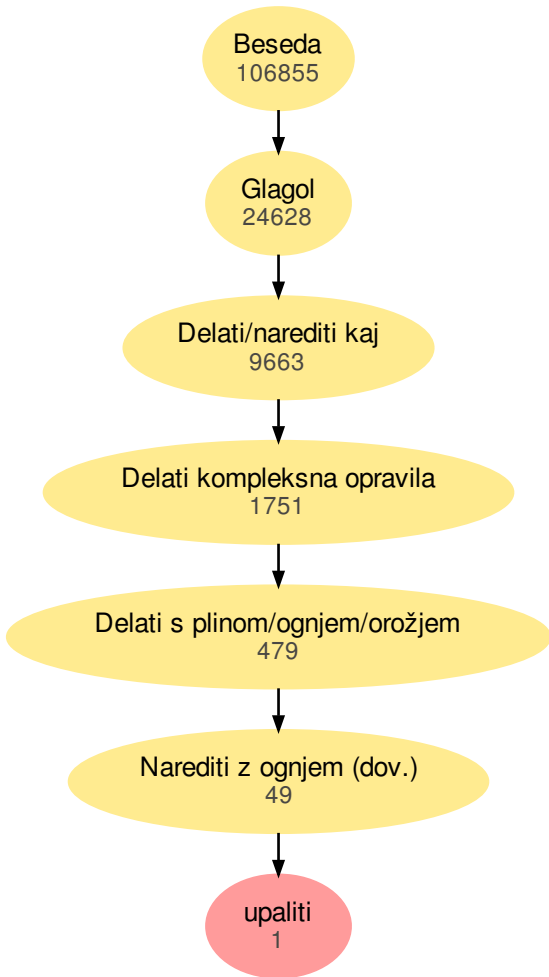 Beseda
106855
Glagol
24628
Delati/narediti kaj
9663
Delati kompleksna opravila
1751
Delati s plinom/ognjem/orožjem
479
Narediti z ognjem (dov.)
49
upaliti
1